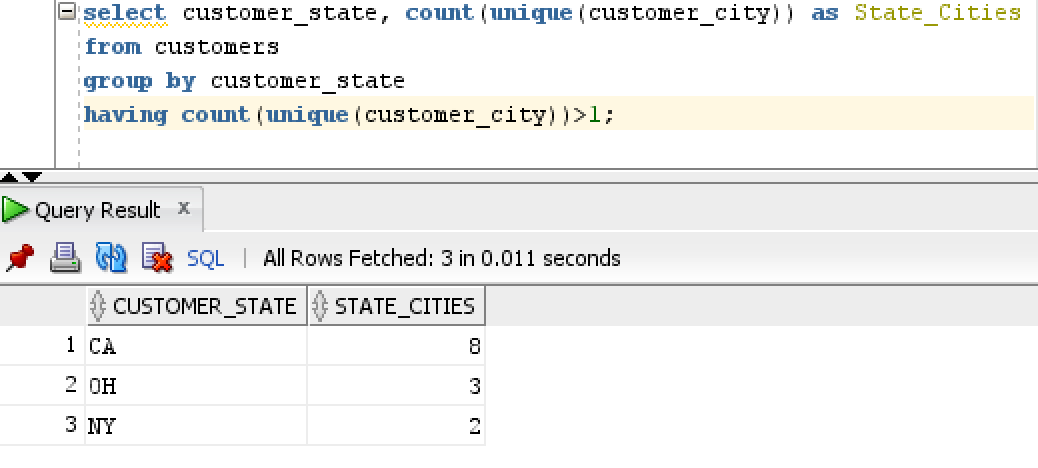 select customer_state, count(unique(customer_city)) as State_Cities
from customers
group by customer_state
having count(unique(customer_city))>1;
Query Result x
SQL | All Rows Fetched: 3 in 0.011 seconds
CUSTOMER_STATE STATE_CITIES
1 CA 8
2 OH 3
3 NY 2